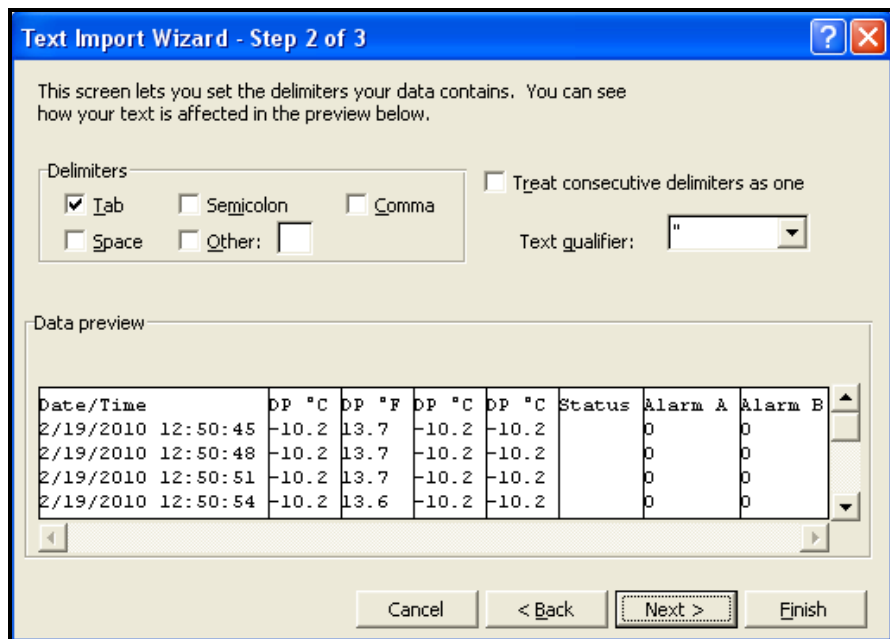 Text Import Wizard - Step 2 of 3
This screen lets you set the delimiters your data contains.  You can see
how your text is affected in the preview below.
Delimiters
Tab Semicolon Comma
Space Other:
Treat consecutive delimiters as one
Text qualifier: "
Data preview
Date/Time DP °C DP °F DP °C DP °C Status Alarm A Alarm B
2/19/2010 12:50:45 -10.2 13.7 -10.2 -10.2 0 0
2/19/2010 12:50:48 -10.2 13.7 -10.2 -10.2 0 0
2/19/2010 12:50:51 -10.2 13.7 -10.2 -10.2 0 0
2/19/2010 12:50:54 -10.2 13.6 -10.2 -10.2 0 0
Cancel < Back Next > Finish